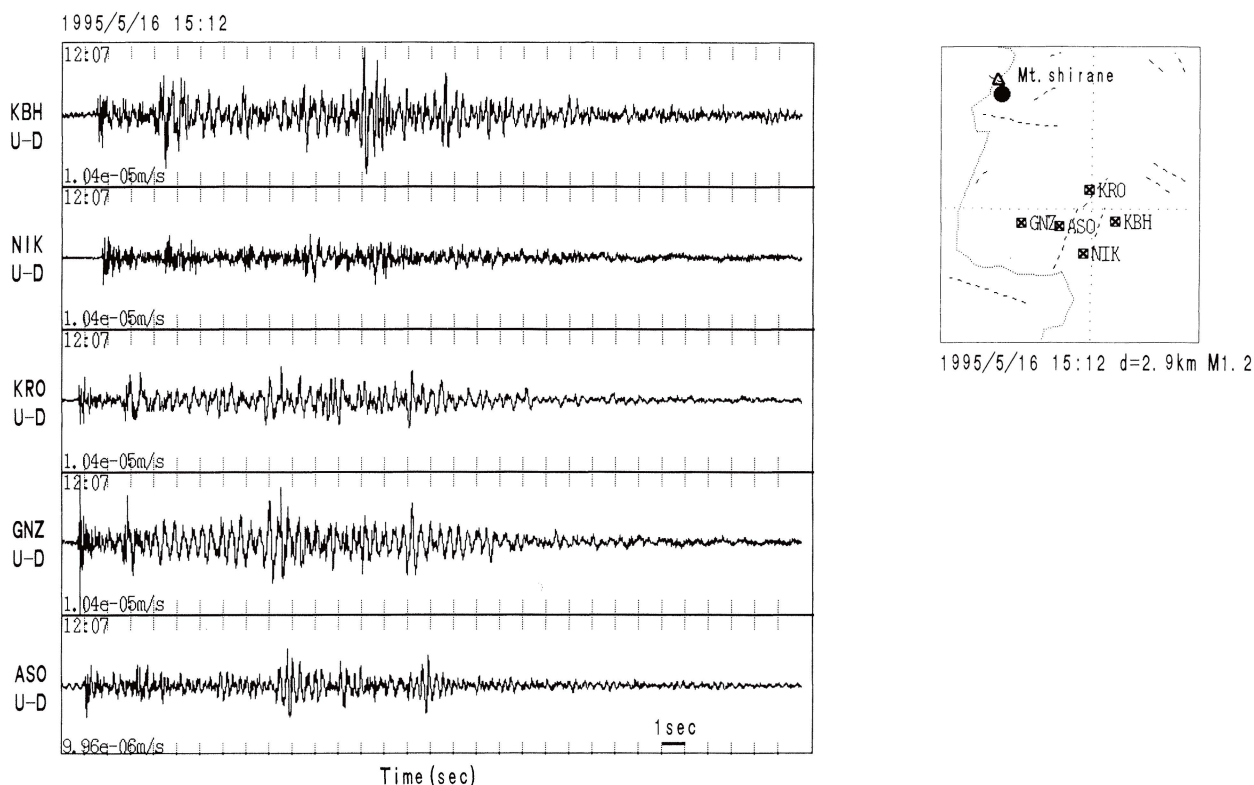 1995/5/16 15:12
12:07
KBH
U-D
1.04e-05m/s
12:07
NIK
U-D
1.04e-05m/s
12:07
KRO
U-D
1.04e-05m/s
12:07
GNZ
U-D
1.04e-05m/s
12:07
ASO
U-D
9.96e-06m/s
1sec
Time(sec)
Mt.shirane
KRO
GNZ
ASO
KBH
NIK
1995/5/16 15:12 d=2.9km M1.2